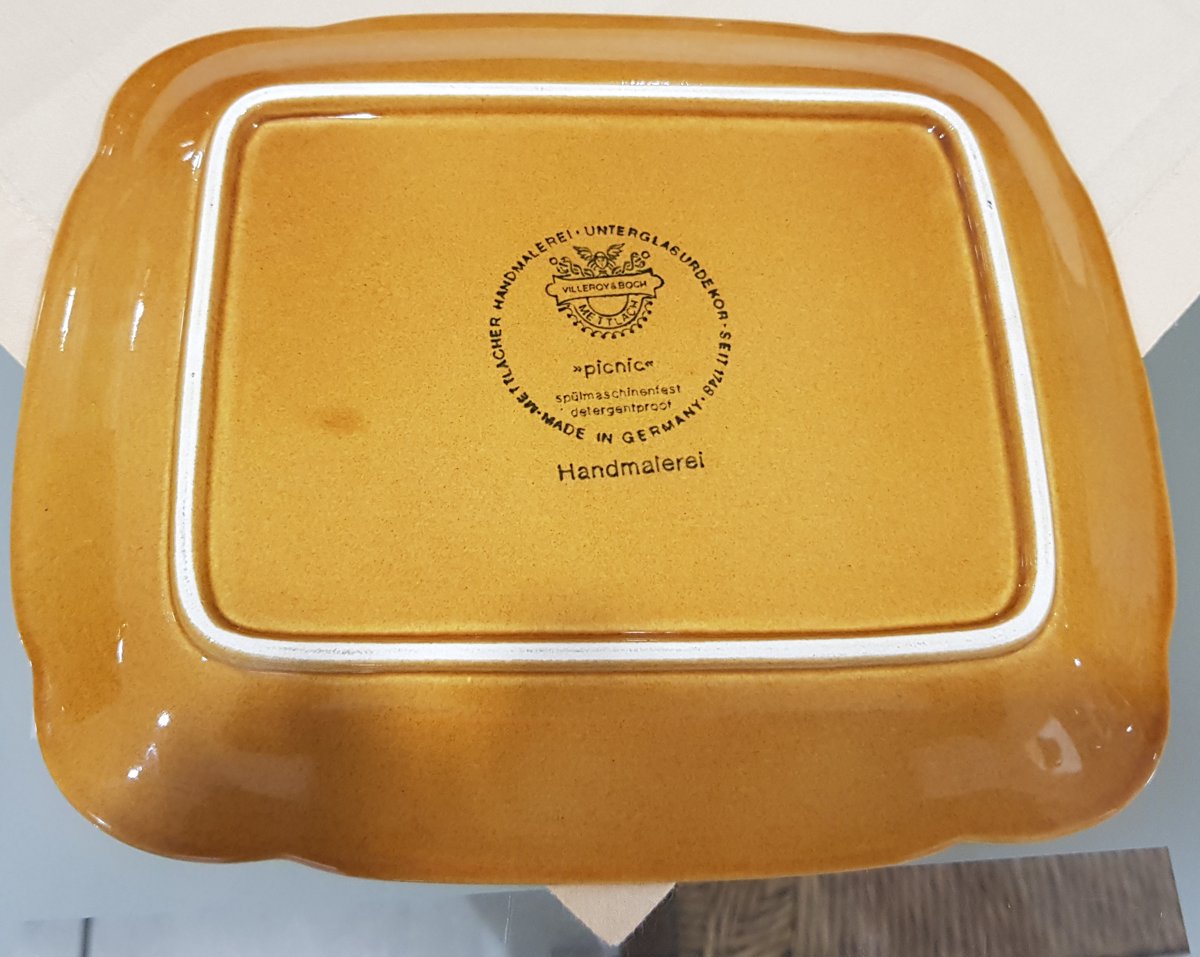 METTLACHER HANDMALEREI · UNTERGLASURDEKOR · SEIT 1748 ·
VILLEROY & BOCH
METTLACH
»picnic«
spülmaschinenfest
detergentproof
MADE IN GERMANY
Handmalerei